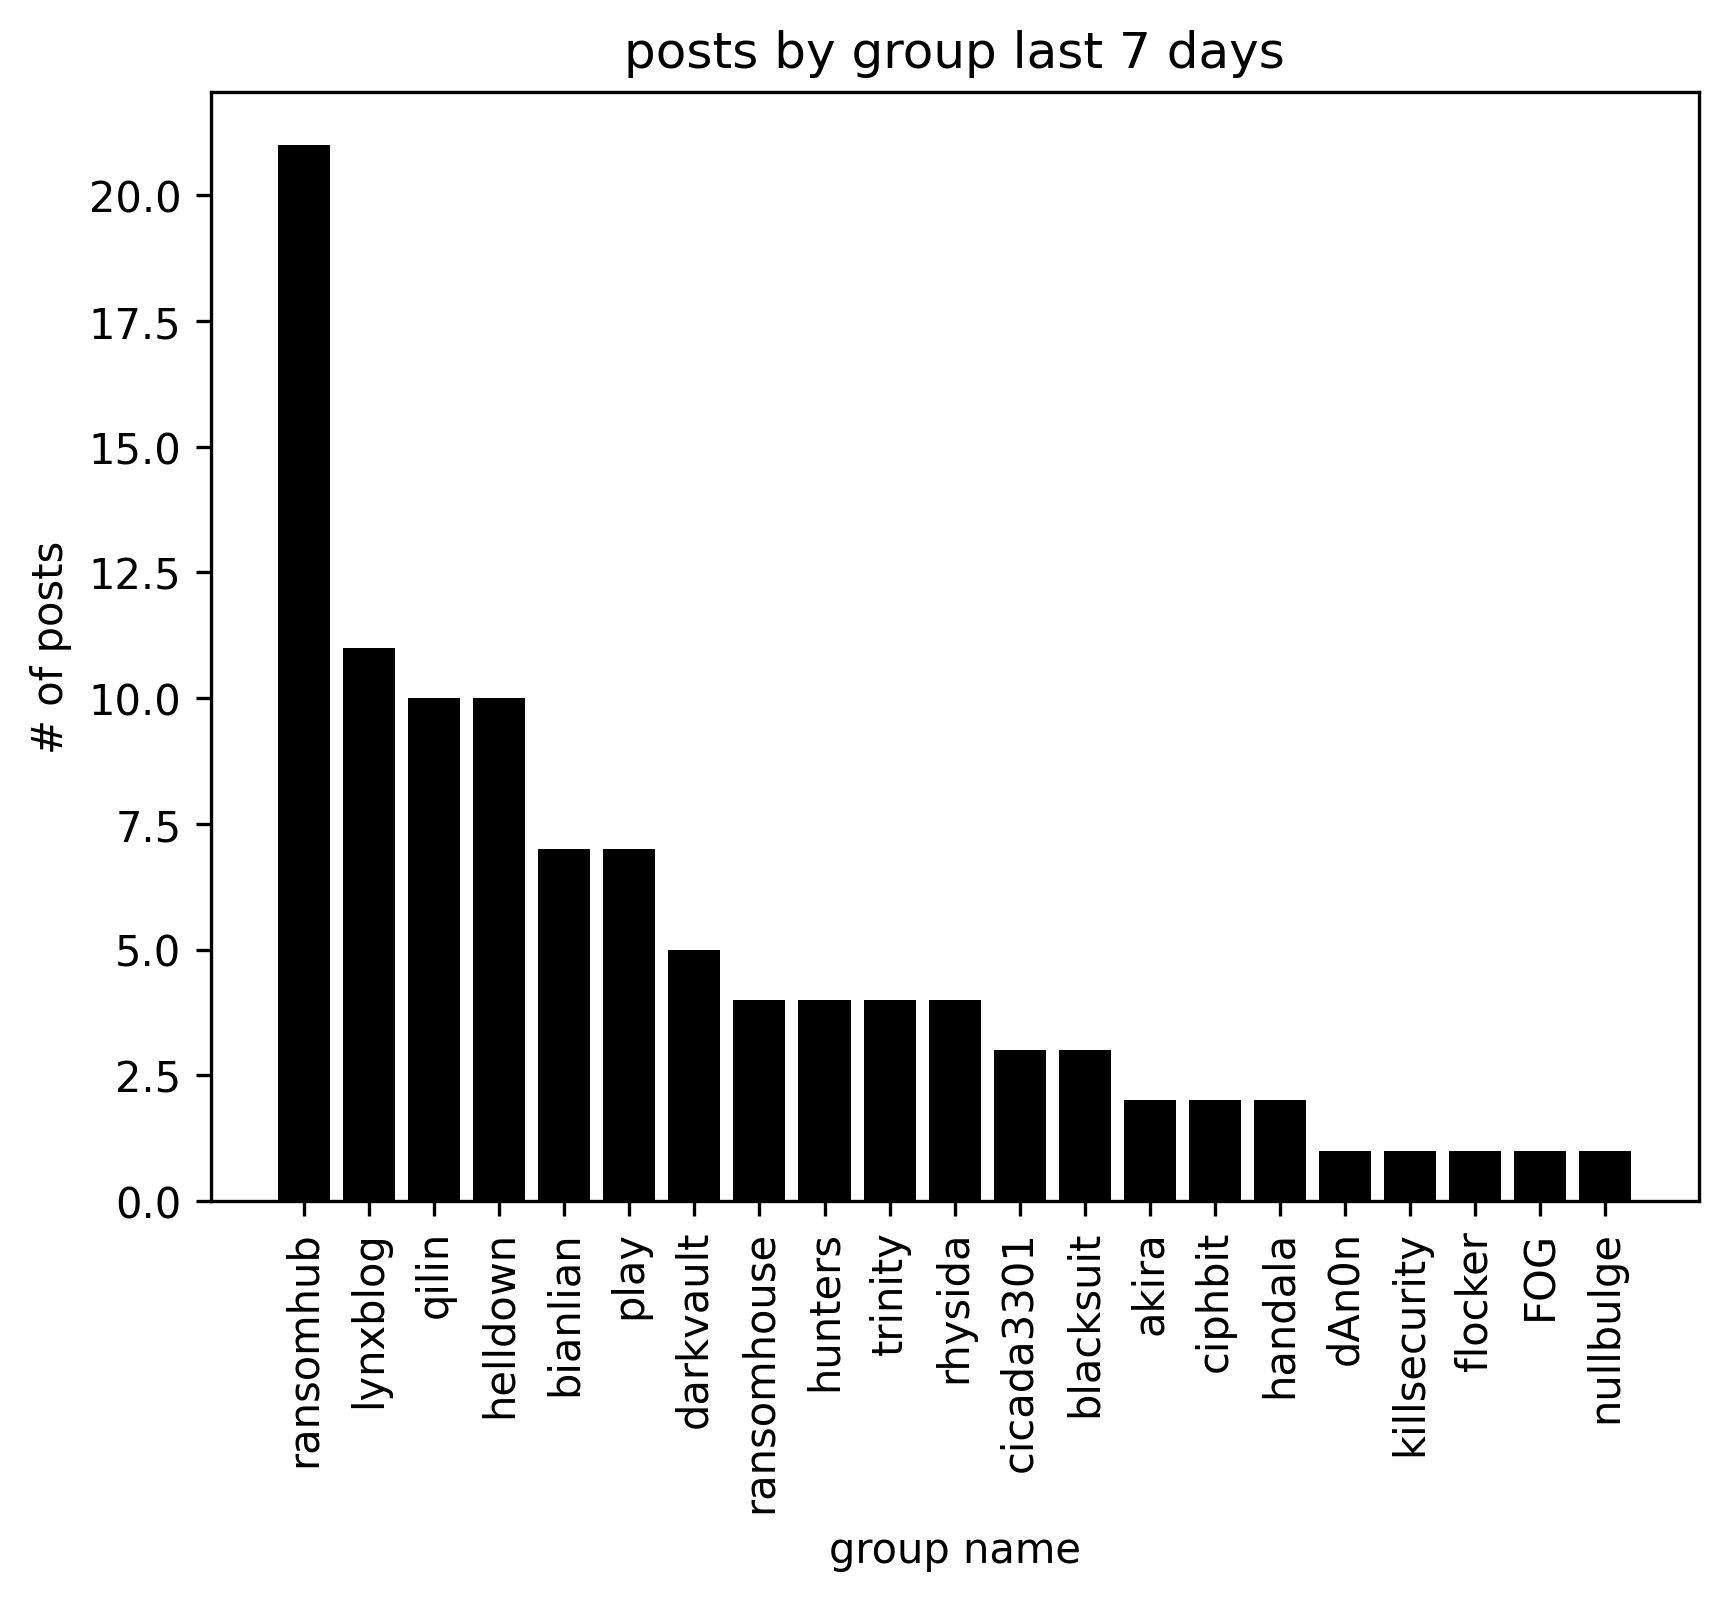 posts by group last 7 days
# of posts
20.0
17.5
15.0
12.5
10.0
7.5
5.0
2.5
0.0
ransomhub
lynxblog
qilin
helldown
bianlian
play
darkvault
ransomhouse
hunters
trinity
rhysida
cicada3301
blacksuit
akira
ciphbit
handala
dAn0n
killsecurity
flocker
FOG
nullbulge
group name